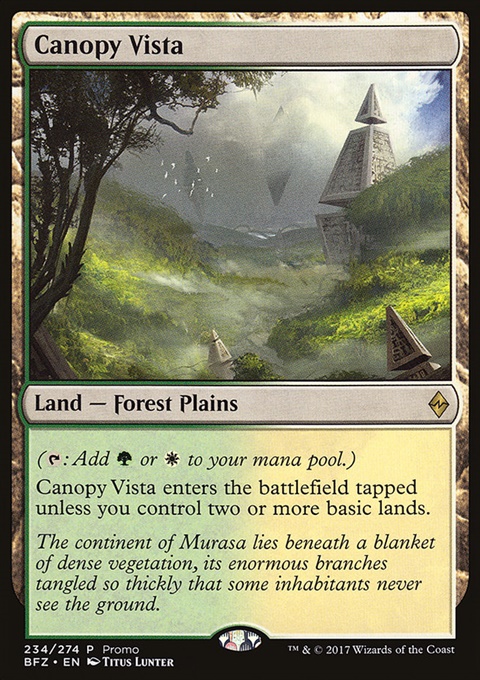 Canopy Vista
Land — Forest Plains
(: Add or to your mana pool.)
Canopy Vista enters the battlefield tapped
unless you control two or more basic lands.
The continent of Murasa lies beneath a blanket
of dense vegetation, its enormous branches
tangled so thickly that some inhabitants never
see the ground.
234/274 P Promo
BFZ • EN Titus Lunter
™ & © 2017 Wizards of the Coast